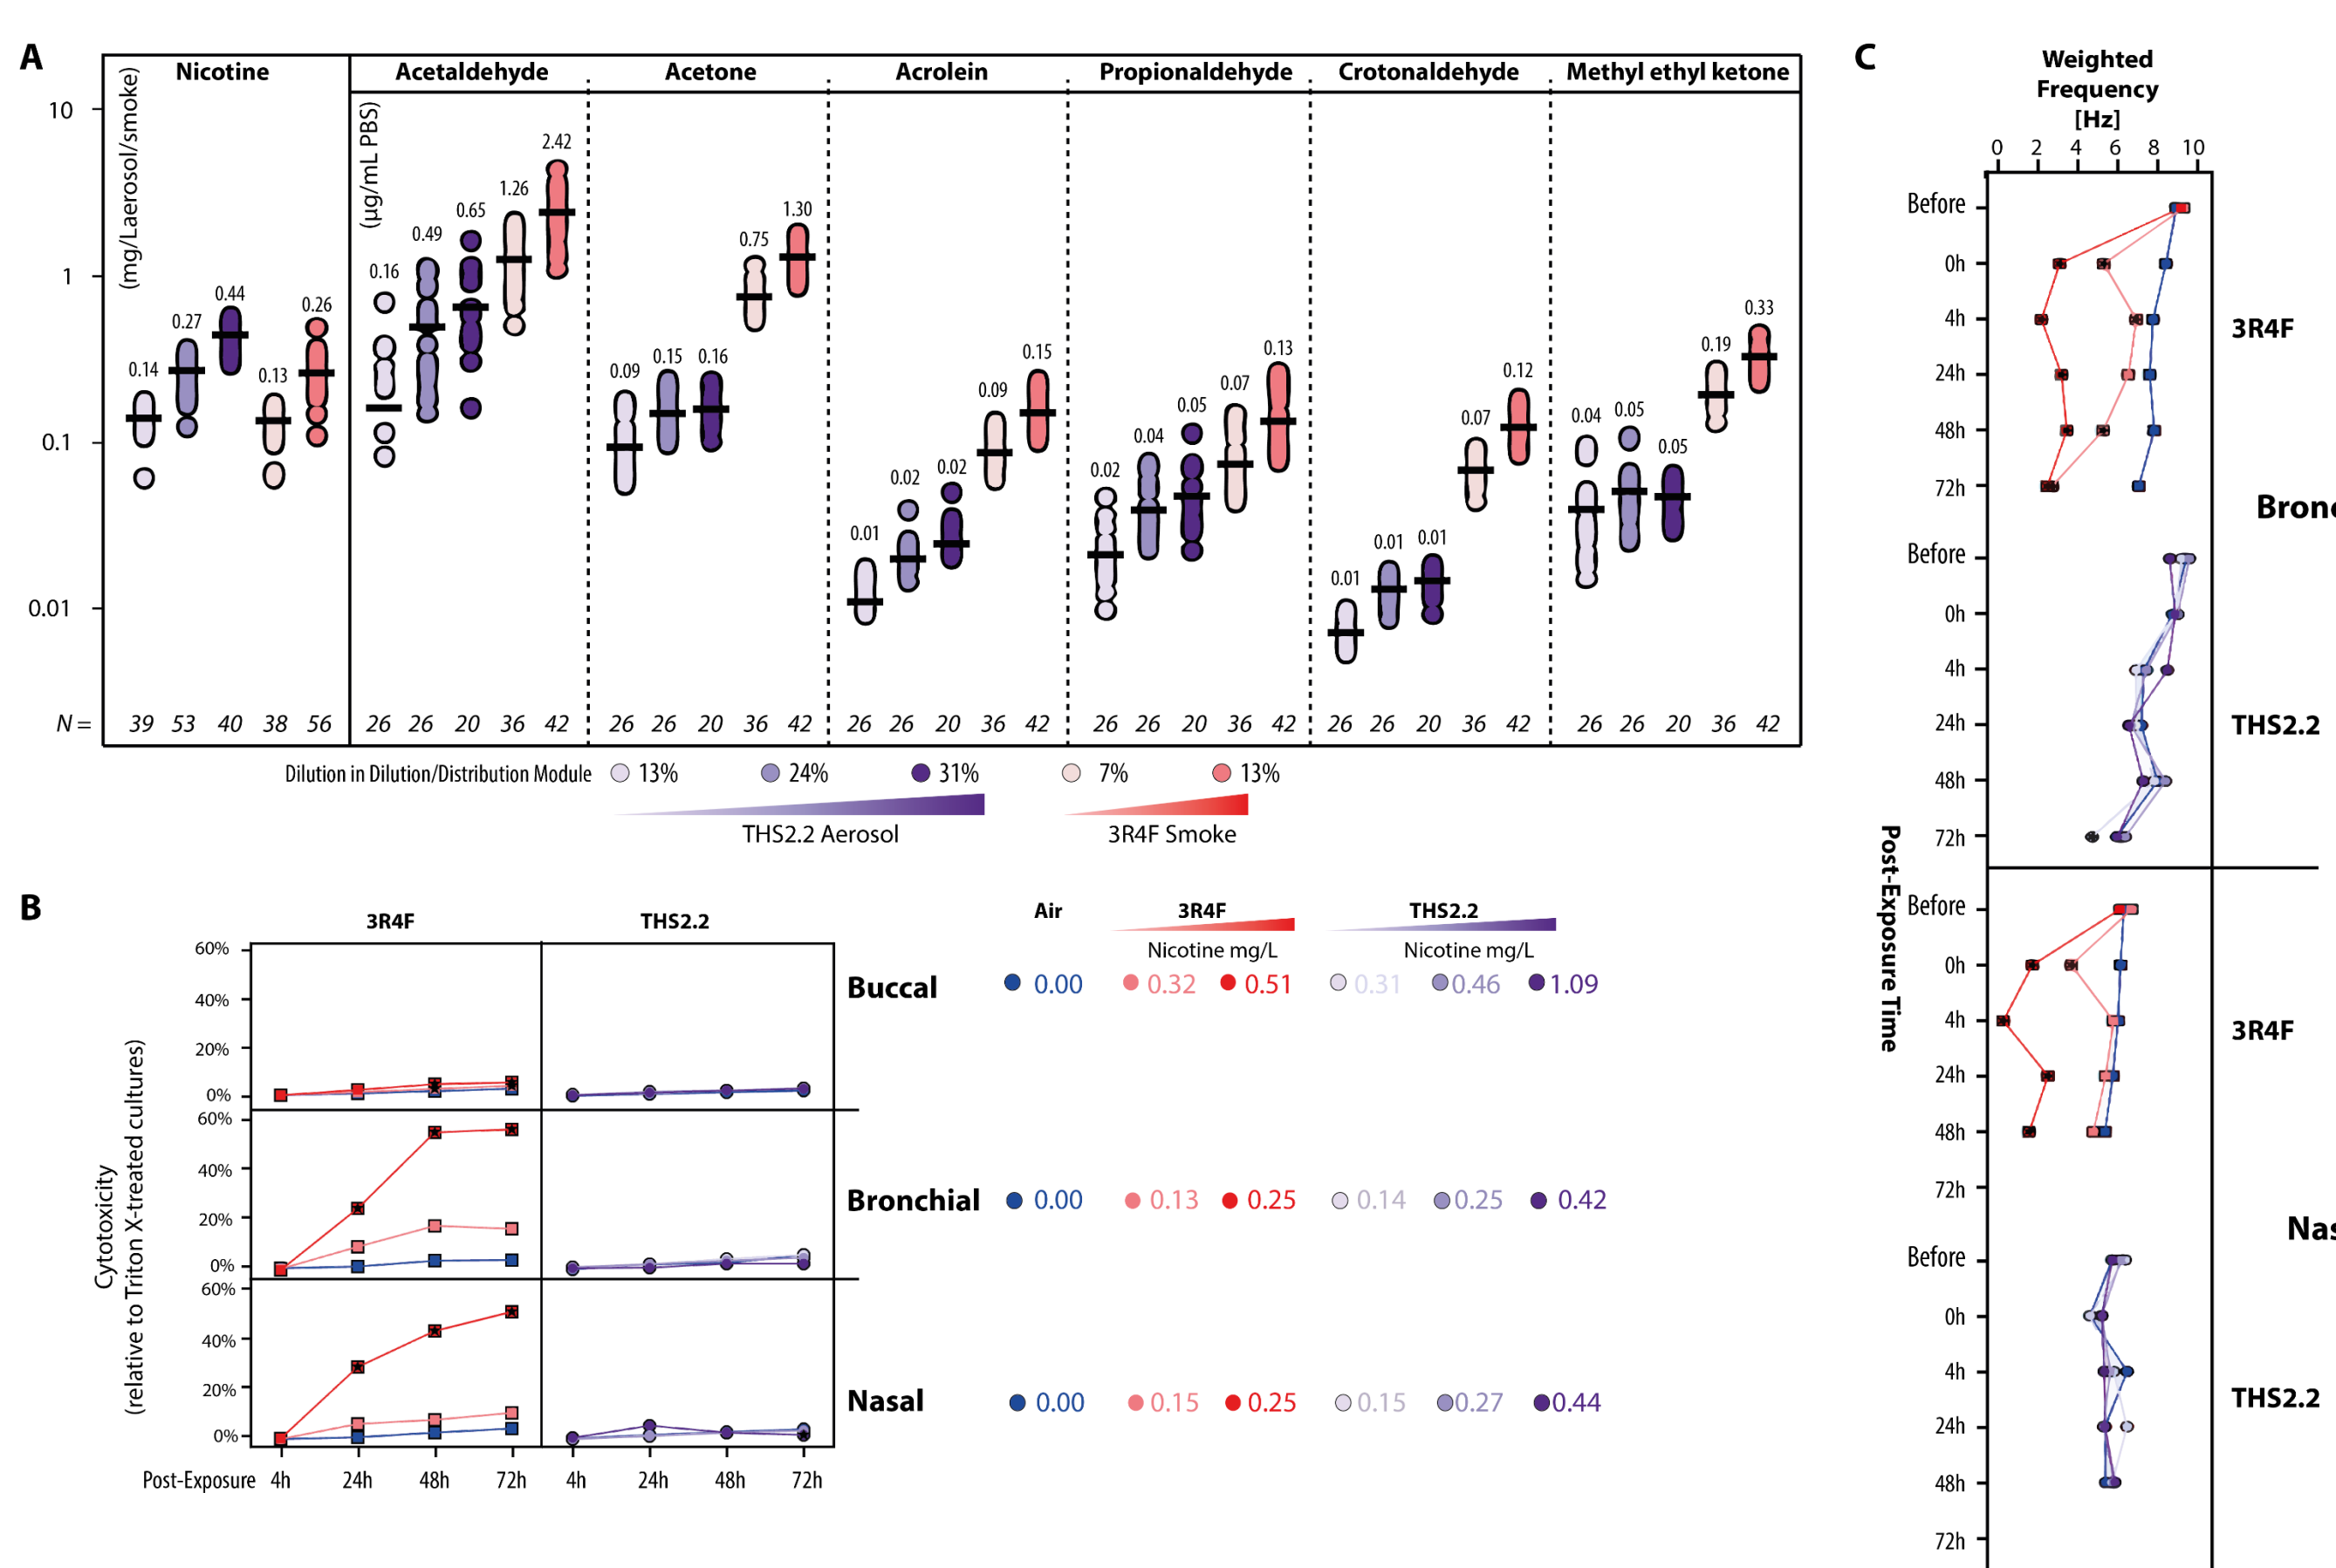 A
Nicotine Acetaldehyde Acetone Acrolein Propionaldehyde Crotonaldehyde Methyl ethyl ketone
(mg/Laerosol/smoke)
(µg/mL PBS)
10
1
0.1
0.01
0.14 0.27 0.44 0.13 0.26
0.16 0.49 0.65 1.26 2.42
0.09 0.15 0.16 0.75 1.30
0.01 0.02 0.02 0.09 0.15
0.02 0.04 0.05 0.07 0.13
0.01 0.01 0.01 0.07 0.12
0.04 0.05 0.05 0.19 0.33
N = 39 53 40 38 56 26 26 20 36 42 26 26 20 36 42 26 26 20 36 42 26 26 20 36 42 26 26 20 36 42 26 26 20 36 42
Dilution in Dilution/Distribution Module 13% 24% 31% 7% 13%
THS2.2 Aerosol 3R4F Smoke
B
3R4F THS2.2
Cytotoxicity
(relative to Triton X-treated cultures)
60%
40%
20%
0%
60%
40%
20%
0%
60%
40%
20%
0%
Post-Exposure 4h 24h 48h 72h 4h 24h 48h 72h
Air 3R4F THS2.2
Nicotine mg/L Nicotine mg/L
Buccal 0.00 0.32 0.51 0.31 0.46 1.09
Bronchial 0.00 0.13 0.25 0.14 0.25 0.42
Nasal 0.00 0.15 0.25 0.15 0.27 0.44
C
Weighted
Frequency
[Hz]
0 2 4 6 8 10
Post-Exposure Time
Before
0h
4h
24h
48h
72h
3R4F
Bronc
Before
0h
4h
24h
48h
72h
THS2.2
Before
0h
4h
24h
48h
72h
3R4F
Nas
Before
0h
4h
24h
48h
72h
THS2.2